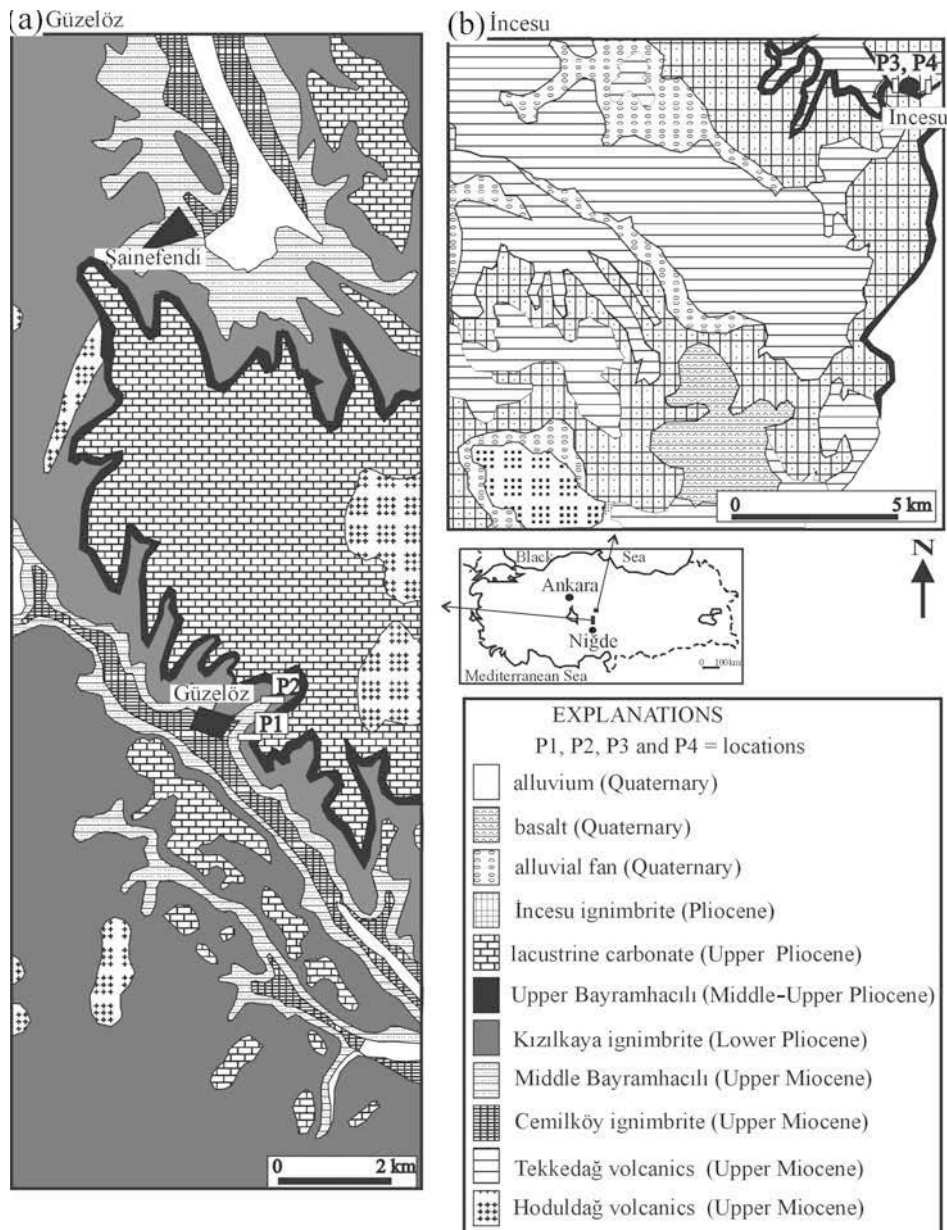 (a) Güzelöz
Şainefendi
Güzelöz
P2
P1
0 2 km
(b) İncesu
P3, P4
İncesu
0 5 km
N
Black Sea
Ankara
Niğde
Mediterranean Sea
0 100km
EXPLANATIONS
P1, P2, P3 and P4 = locations
alluvium (Quaternary)
basalt (Quaternary)
alluvial fan (Quaternary)
İncesu ignimbrite (Pliocene)
lacustrine carbonate (Upper Pliocene)
Upper Bayramhacılı (Middle-Upper Pliocene)
Kızılkaya ignimbrite (Lower Pliocene)
Middle Bayramhacılı (Upper Miocene)
Cemilköy ignimbrite (Upper Miocene)
Tekkedağ volcanics (Upper Miocene)
Hoduldağ volcanics (Upper Miocene)